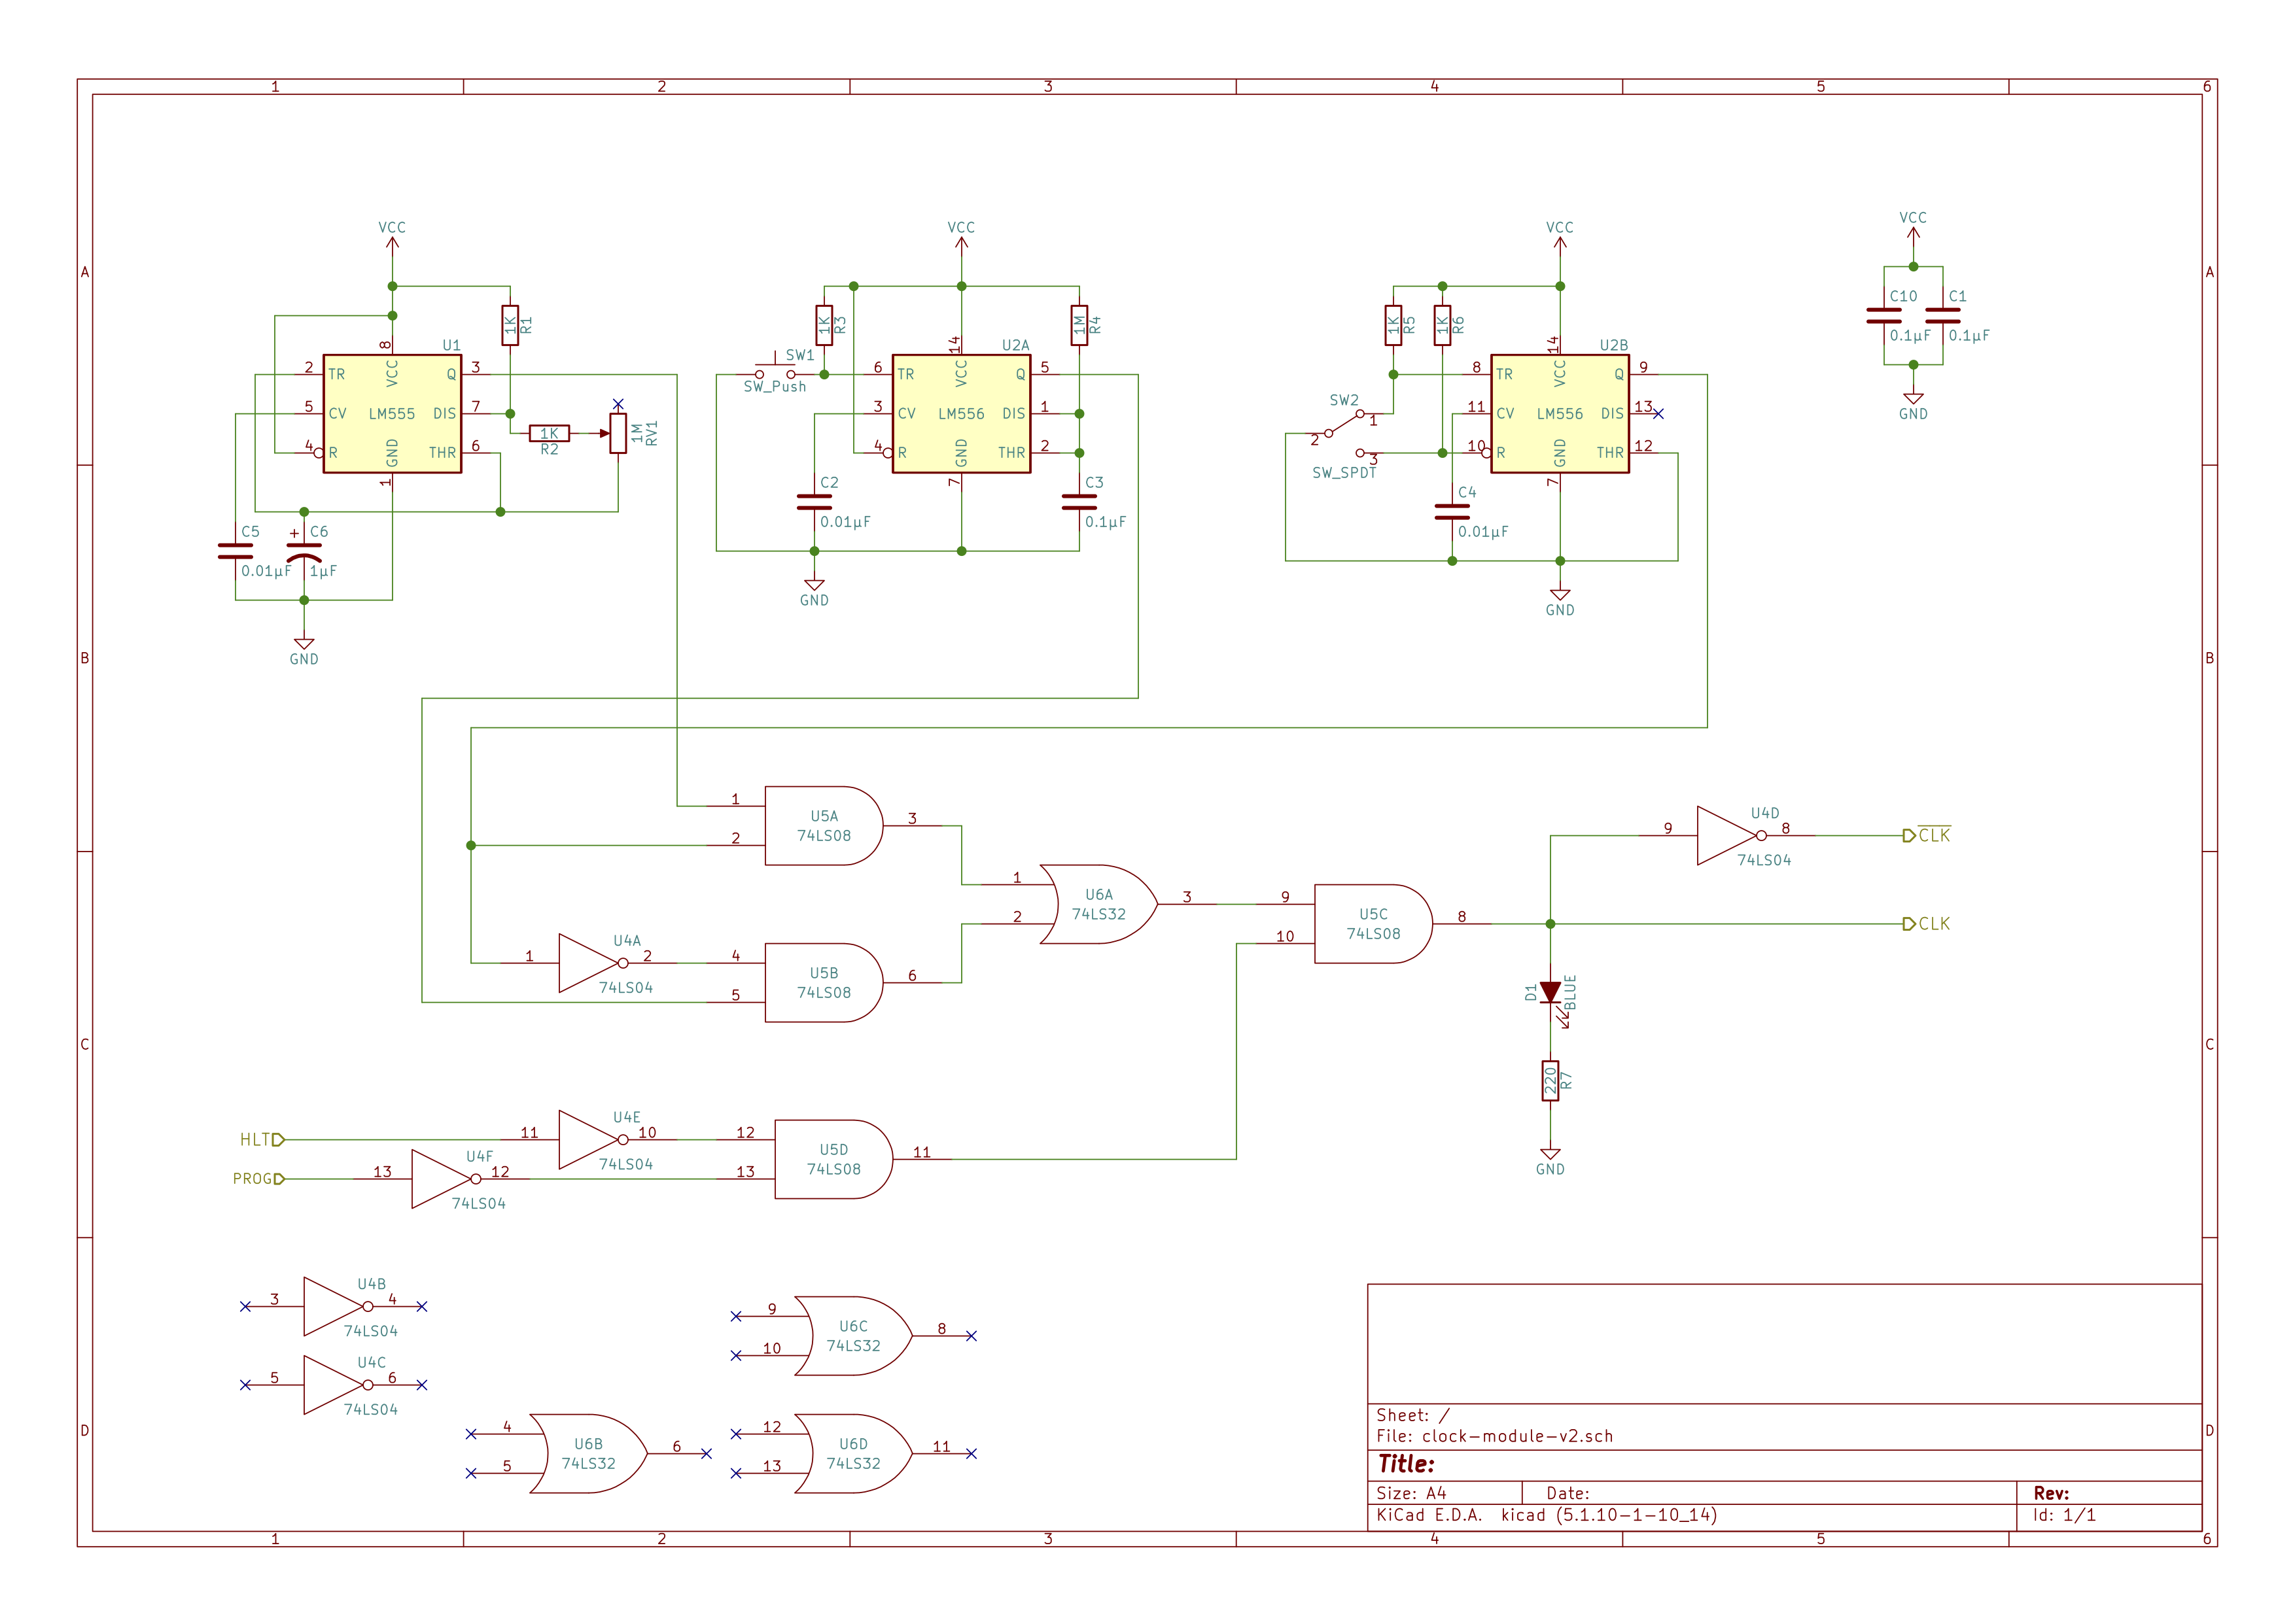 1 2 3 4 5 6
A A
B B
C C
D D
1 2 3 4 5 6
VCC
1K
R1
U1
8
VCC
2 TR
Q 3
5 CV
LM555
DIS 7
4 R
GND
THR 6
1
1K
R2
1M
RV1
C5
0.01µF
+ C6
1µF
GND
VCC
1K
R3
1M
R4
SW1
SW_Push
U2A
14
VCC
6 TR
Q 5
3 CV
LM556
DIS 1
4 R
GND
THR 2
7
C2
0.01µF
C3
0.1µF
GND
VCC
1K
R5
1K
R6
SW2
1
2
3
SW_SPDT
U2B
14
VCC
8 TR
Q 9
11 CV
LM556
DIS 13
10 R
GND
THR 12
7
C4
0.01µF
GND
VCC
C10
0.1µF
C1
0.1µF
GND
1
2
U5A
74LS08
3
1
U4A
74LS04
2
4
5
U5B
74LS08
6
1
2
U6A
74LS32
3
9
10
U5C
74LS08
8
9
U4D
74LS04
8
CLK
CLK
D1
BLUE
220
R7
GND
HLT
11
U4E
74LS04
10
PROG
13
U4F
74LS04
12
12
13
U5D
74LS08
11
3
U4B
74LS04
4
5
U4C
74LS04
6
4
5
U6B
74LS32
6
9
10
U6C
74LS32
8
12
13
U6D
74LS32
11
Sheet: /
File: clock-module-v2.sch
Title:
Size: A4 Date: Rev:
KiCad E.D.A. kicad (5.1.10-1-10_14) Id: 1/1